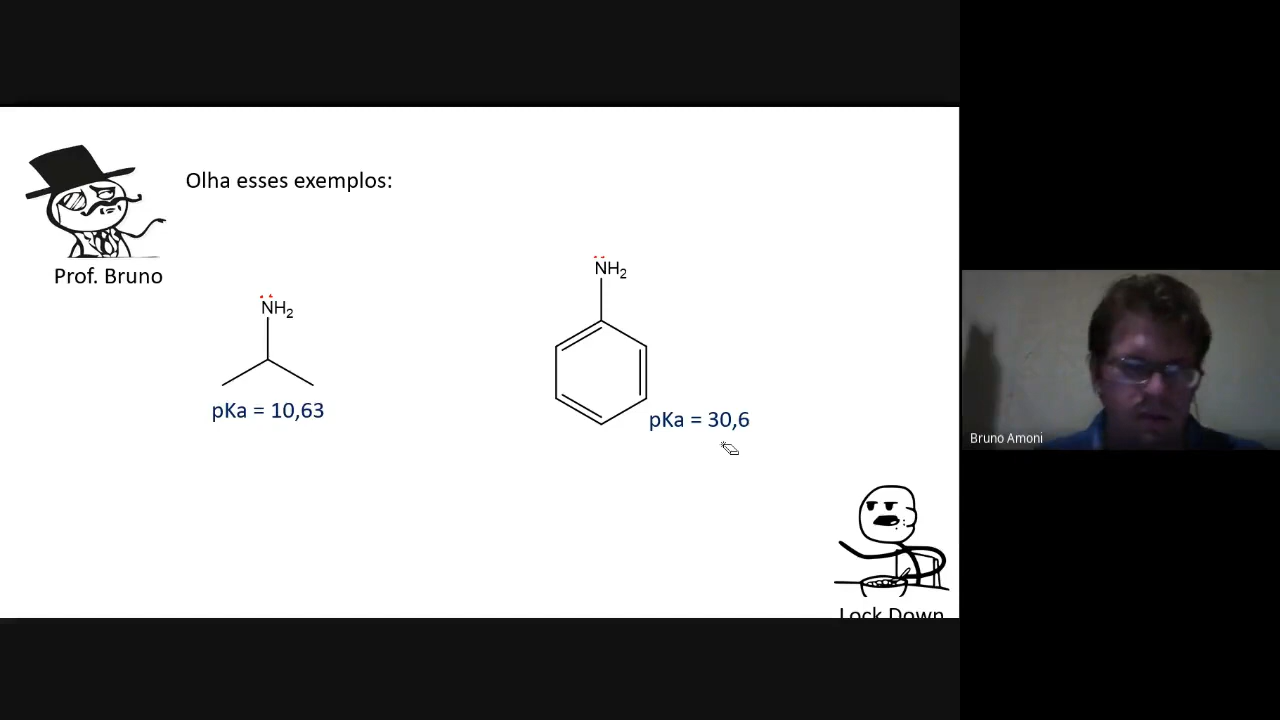 Olha esses exemplos:
Prof. Bruno
NH2
NH2
pKa = 10,63
pKa = 30,6
Bruno Amoni
Lock Down